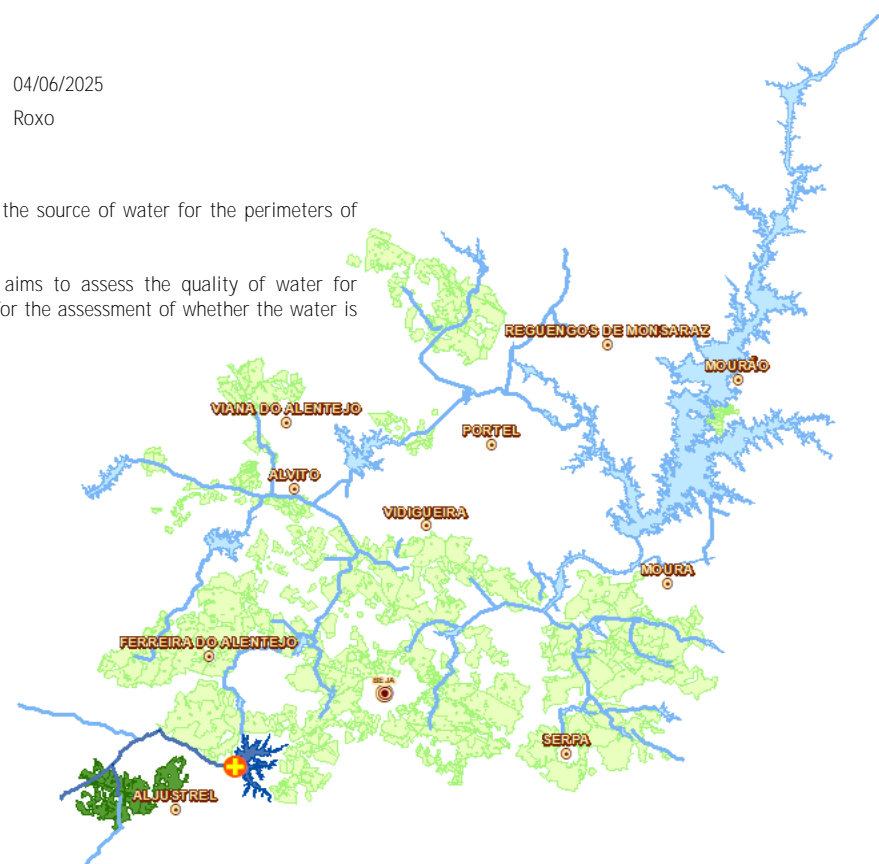 04/06/2025
Roxo
the source of water for the perimeters of
aims to assess the quality of water for
for the assessment of whether the water is
REGUENGOS DE MONSARAZ
MOURÃO
VIANA DO ALENTEJO
PORTEL
ALVITO
VIDIGUEIRA
MOURA
FERREIRA DO ALENTEJO
BEJA
SERPA
ALJUSTREL